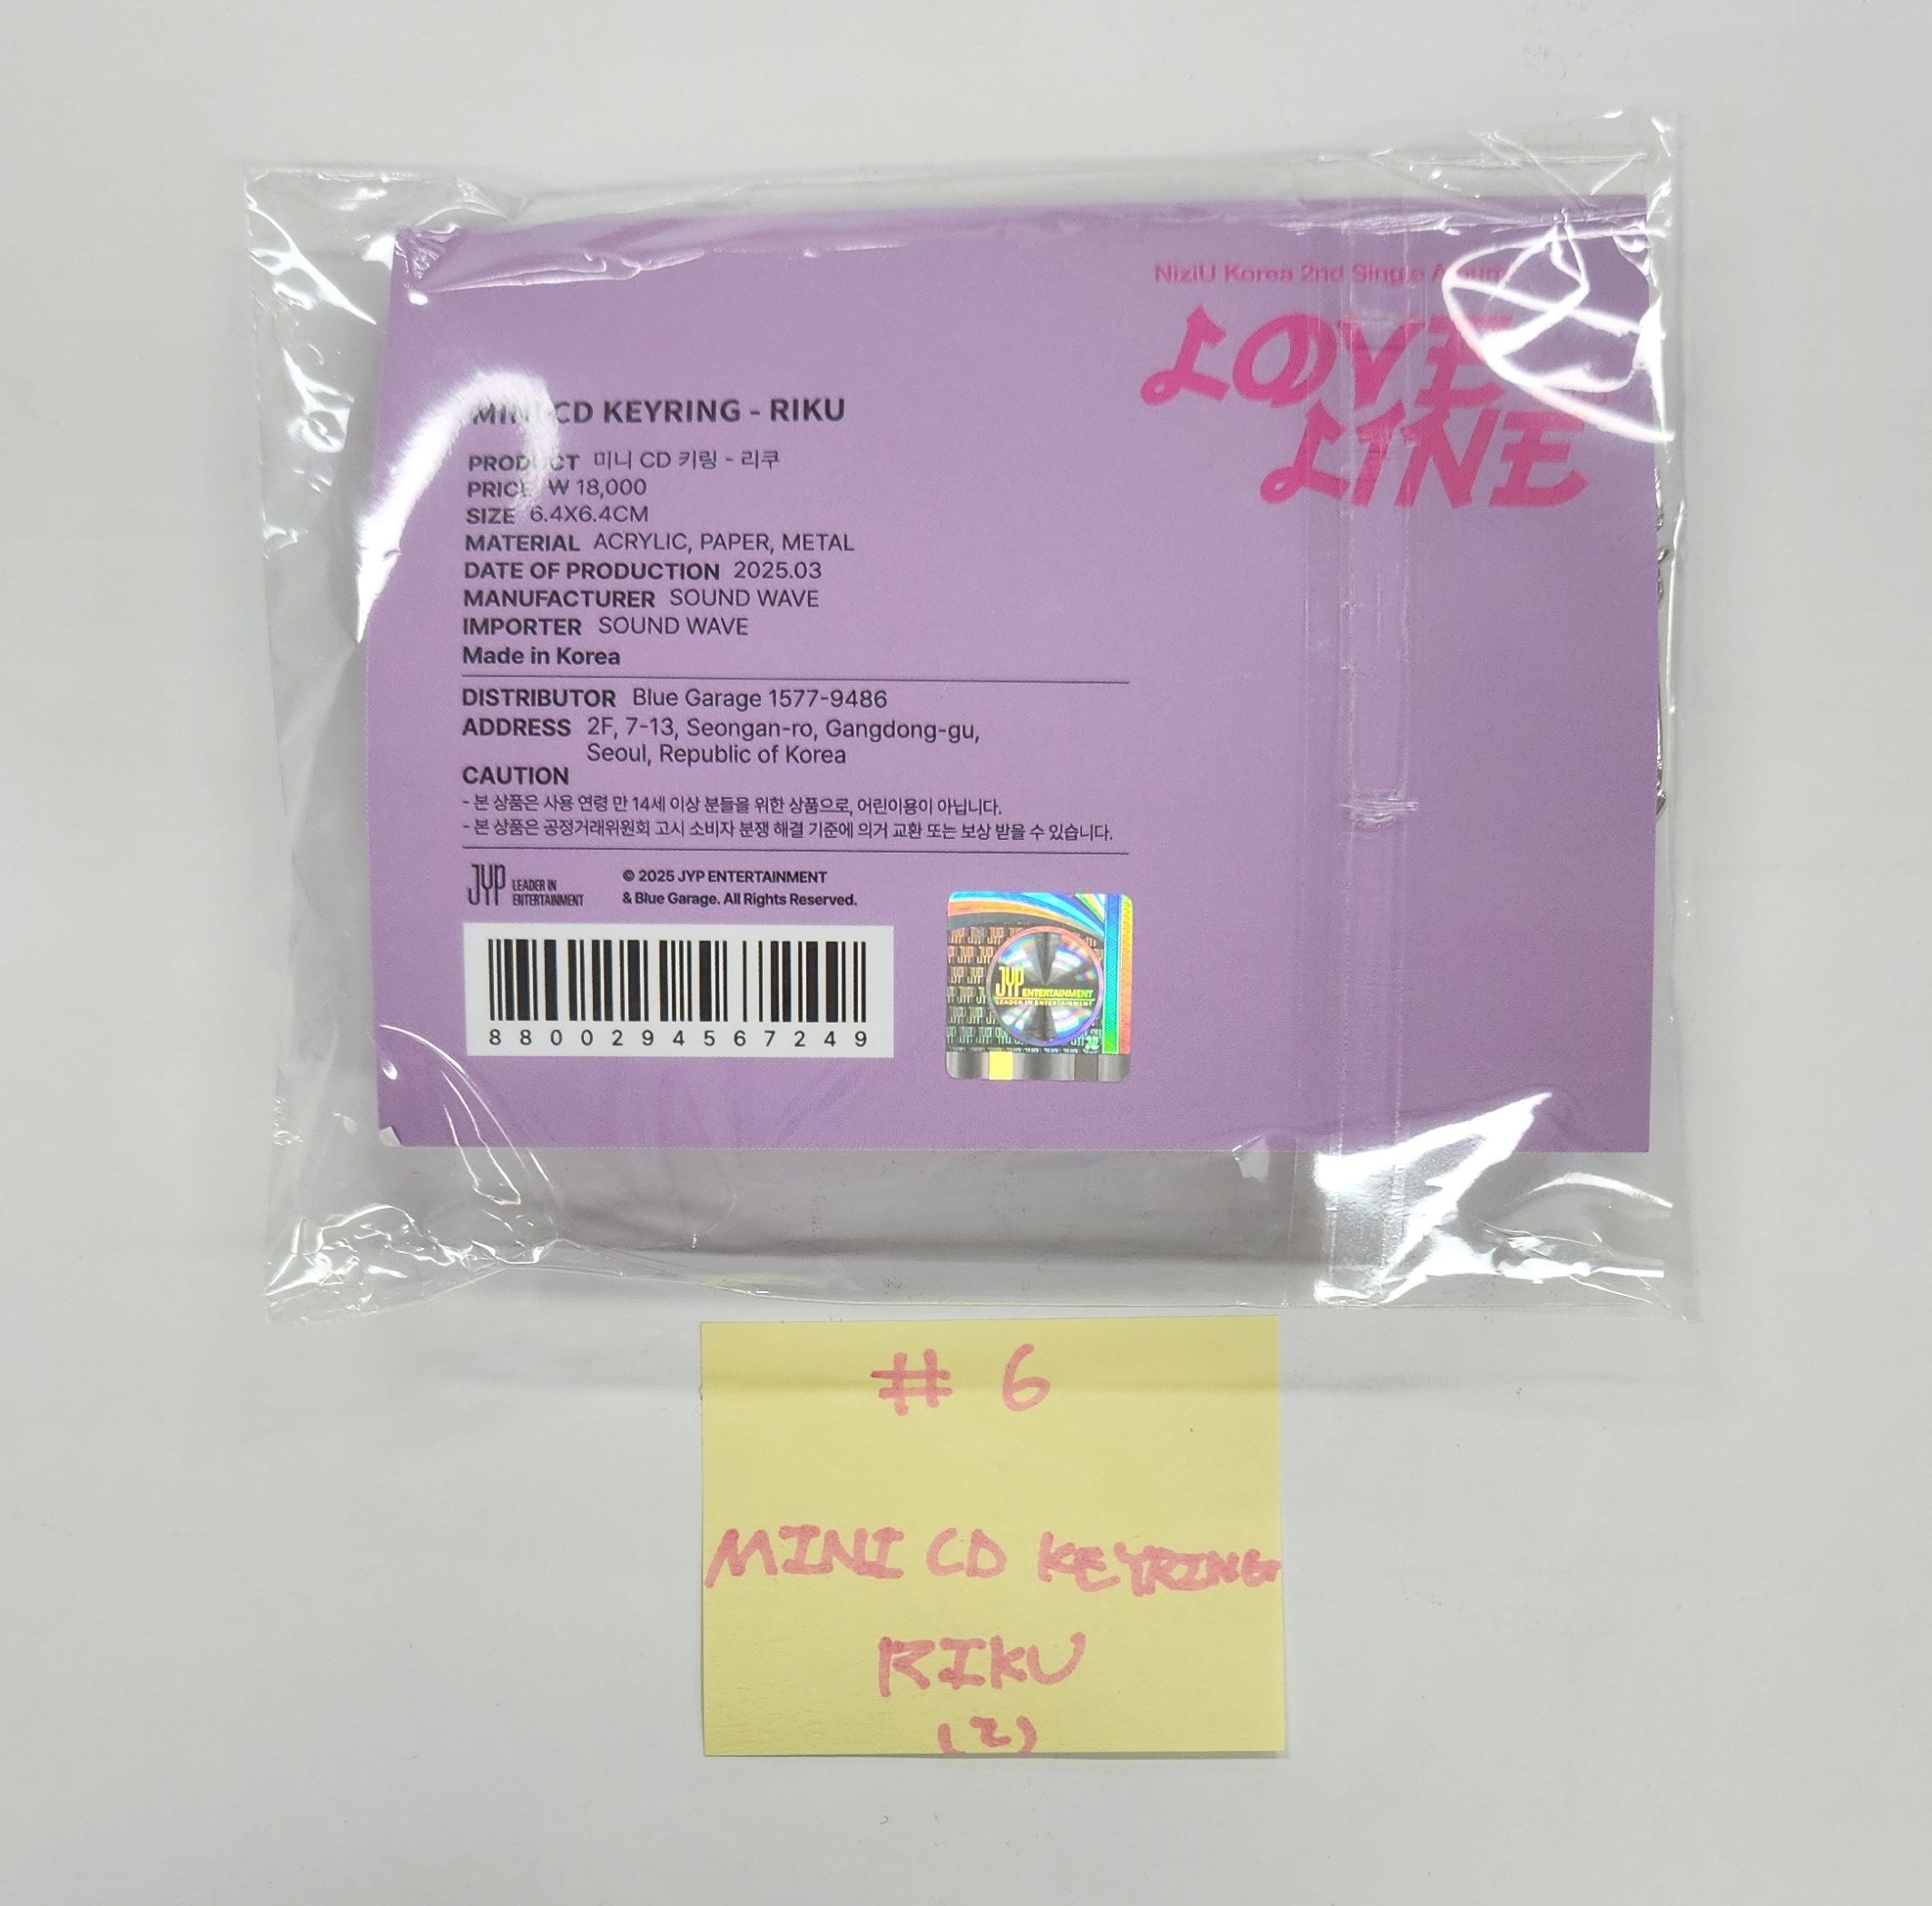 NiziU Korea 2nd Single Album
LOVE
LINE
MINI CD KEYRING - RIKU
PRODUCT 미니 CD 키링 - 리쿠
PRICE ₩ 18,000
SIZE 6.4X6.4CM
MATERIAL ACRYLIC, PAPER, METAL
DATE OF PRODUCTION 2025.03
MANUFACTURER SOUND WAVE
IMPORTER SOUND WAVE
Made in Korea
DISTRIBUTOR Blue Garage 1577-9486
ADDRESS 2F, 7-13, Seongan-ro, Gangdong-gu,
Seoul, Republic of Korea
CAUTION
- 본 상품은 사용 연령 만 14세 이상 분들을 위한 상품으로, 어린이용이 아닙니다.
- 본 상품은 공정거래위원회 고시 소비자 분쟁 해결 기준에 의거 교환 또는 보상 받을 수 있습니다.
JYP LEADER IN
ENTERTAINMENT
© 2025 JYP ENTERTAINMENT
& Blue Garage. All Rights Reserved.
8800294567249
JYP ENTERTAINMENT
LEADER IN ENTERTAINMENT
# 6
MINI CD KEYRING
RIKU
(2)